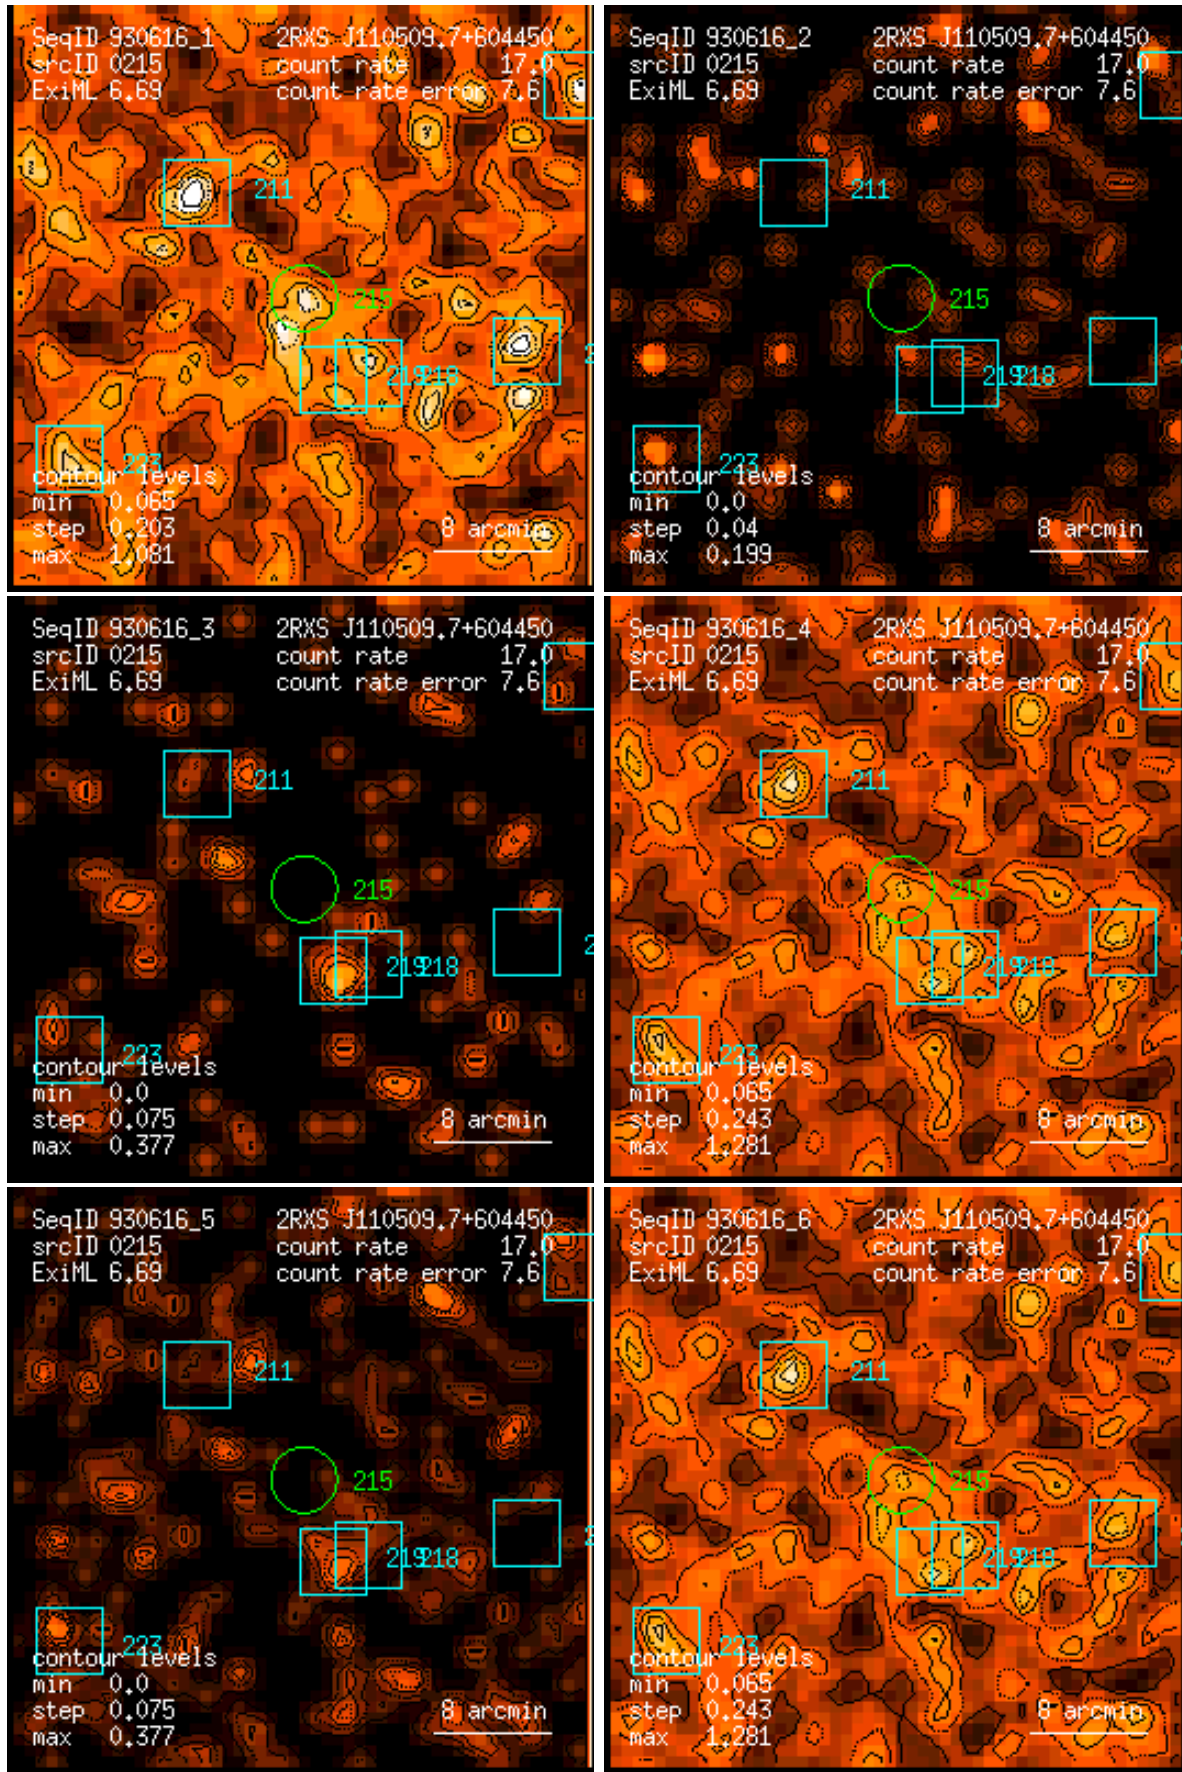 SeqID 930616_1 2RXS J110509.7+604450
srcID 0215 count rate 17.0
ExiML 6.69 count rate error 7.6
211
215
219 218
223
contour levels
min 0.065
step 0.203
max 1.081
8 arcmin
SeqID 930616_2 2RXS J110509.7+604450
srcID 0215 count rate 17.0
ExiML 6.69 count rate error 7.6
211
215
219 218
223
contour levels
min 0.0
step 0.04
max 0.199
8 arcmin
SeqID 930616_3 2RXS J110509.7+604450
srcID 0215 count rate 17.0
ExiML 6.69 count rate error 7.6
211
215
219 218
223
contour levels
min 0.0
step 0.075
max 0.377
8 arcmin
SeqID 930616_4 2RXS J110509.7+604450
srcID 0215 count rate 17.0
ExiML 6.69 count rate error 7.6
211
215
219 218
223
contour levels
min 0.065
step 0.243
max 1.281
8 arcmin
SeqID 930616_5 2RXS J110509.7+604450
srcID 0215 count rate 17.0
ExiML 6.69 count rate error 7.6
211
215
219 218
223
contour levels
min 0.0
step 0.075
max 0.377
8 arcmin
SeqID 930616_6 2RXS J110509.7+604450
srcID 0215 count rate 17.0
ExiML 6.69 count rate error 7.6
211
215
219 218
223
contour levels
min 0.065
step 0.243
max 1.281
8 arcmin